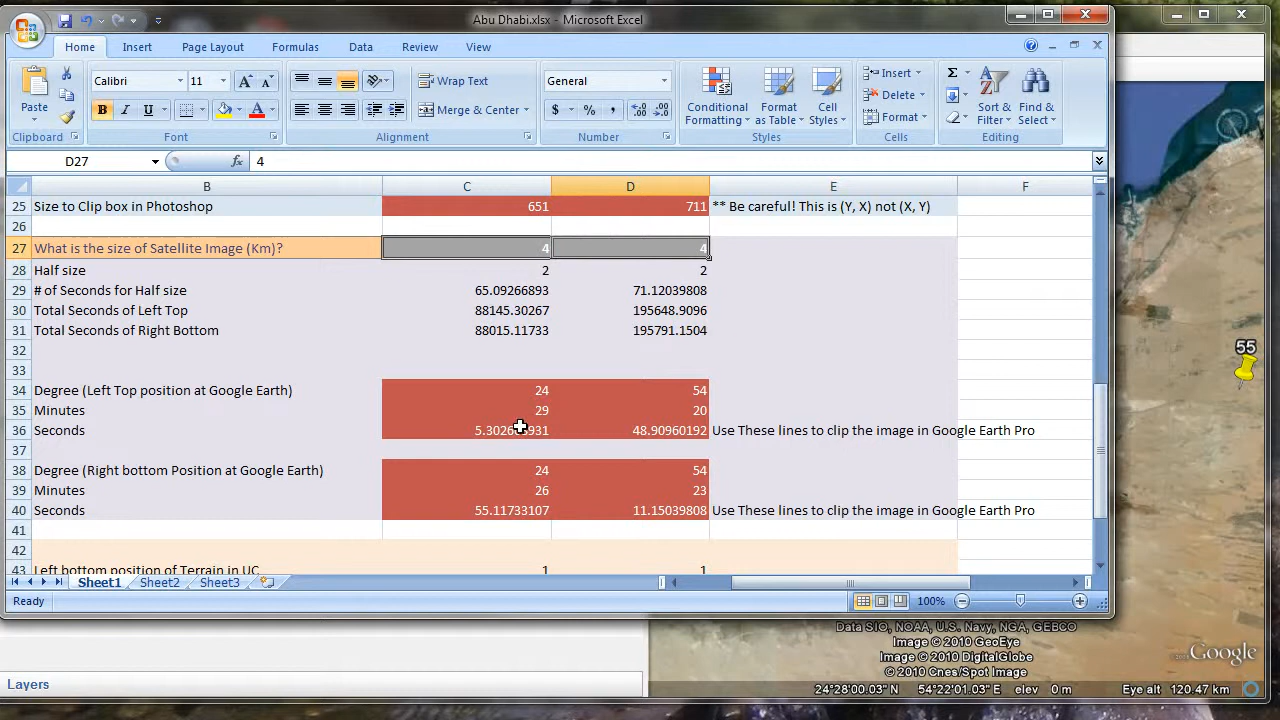 Abu Dhabi.xlsx - Microsoft Excel
Home Insert Page Layout Formulas Data Review View
Calibri 11 Wrap Text General Insert
Paste B I U Merge & Center $ % , Conditional Formatting Format as Table Cell Styles Delete Format Σ Sort & Filter Find & Select
Clipboard Font Alignment Number Styles Cells Editing
D27 fx 4
B C D E F
25 Size to Clip box in Photoshop 651 711 ** Be careful! This is (Y, X) not (X, Y)
26
27 What is the size of Satellite Image (Km)? 4 4
28 Half size 2 2
29 # of Seconds for Half size 65.09266893 71.12039808
30 Total Seconds of Left Top 88145.30267 195648.9096
31 Total Seconds of Right Bottom 88015.11733 195791.1504
32
33
34 Degree (Left Top position at Google Earth) 24 54
35 Minutes 29 20
36 Seconds 48.90960192 Use These lines to clip the image in Google Earth Pro
37
38 Degree (Right bottom Position at Google Earth) 24 54
39 Minutes 26 23
40 Seconds 55.11733107 11.15039808 Use These lines to clip the image in Google Earth Pro
41
42
43 Left bottom position of Terrain in UC 1 1
Sheet1 Sheet2 Sheet3
Ready 100%
55
Data SIO, NOAA, U.S. Navy, NGA, GEBCO
Image © 2010 GeoEye
Image © 2010 DigitalGlobe
© 2010 Cnes/Spot Image
Google
Layers
24°28'00.03" N 54°22'01.03" E elev 0 m Eye alt 120.47 km